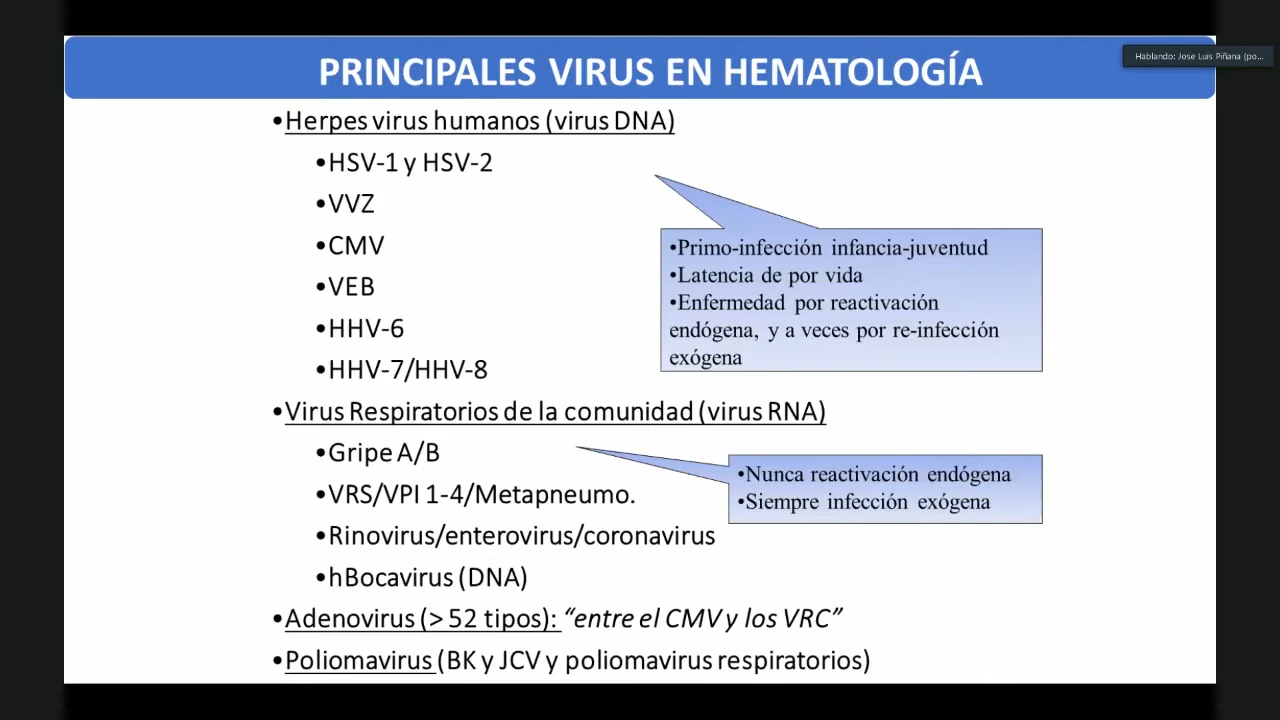 PRINCIPALES VIRUS EN HEMATOLOGÍA
Hablando: Jose Luis Piñana (po...
•Herpes virus humanos (virus DNA)
•HSV-1 y HSV-2
•VVZ
•CMV
•VEB
•HHV-6
•HHV-7/HHV-8
•Primo-infección infancia-juventud
•Latencia de por vida
•Enfermedad por reactivación
endógena, y a veces por re-infección
exógena
•Virus Respiratorios de la comunidad (virus RNA)
•Gripe A/B
•VRS/VPI 1-4/Metapneumo.
•Rinovirus/enterovirus/coronavirus
•hBocavirus (DNA)
•Nunca reactivación endógena
•Siempre infección exógena
•Adenovirus (> 52 tipos): “entre el CMV y los VRC”
•Poliomavirus (BK y JCV y poliomavirus respiratorios)